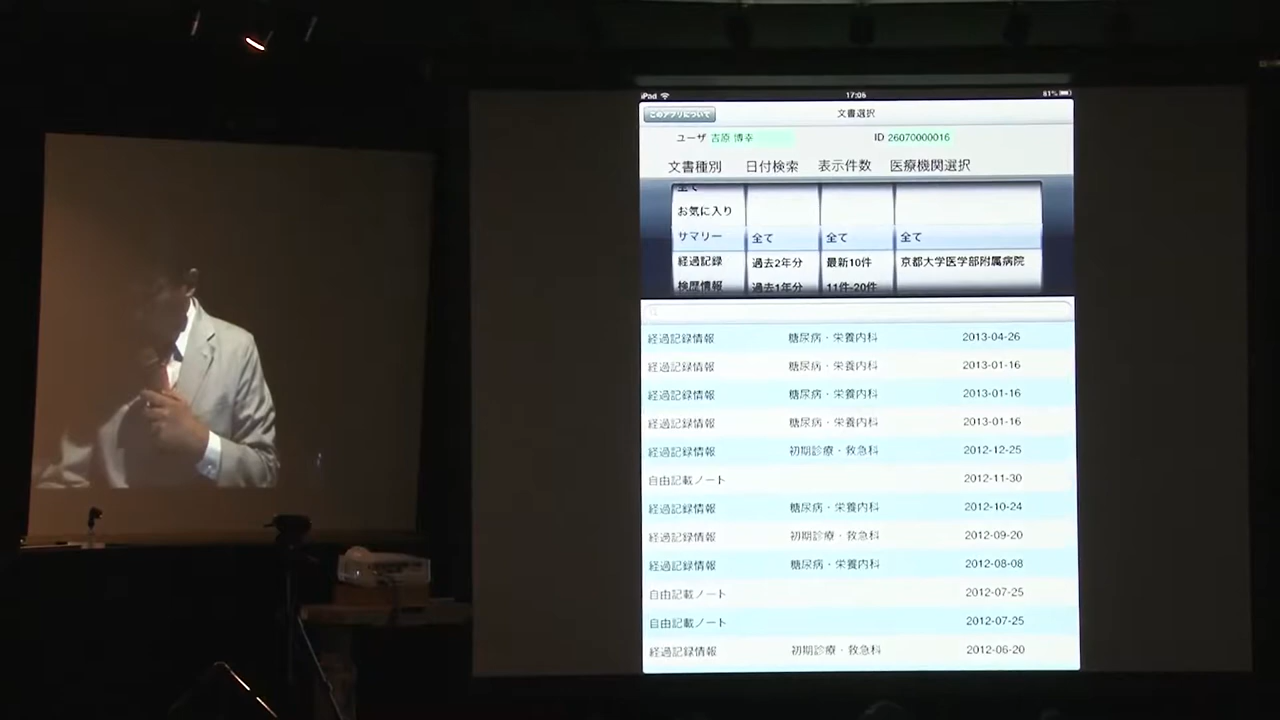 iPad 17:06 81%
このアプリについて 文書選択
ユーザ 吉原 博幸 ID 26070000016
文書種別 日付検索 表示件数 医療機関選択
全て
お気に入り
サマリー 全て 全て 全て
経過記録 過去2年分 最新10件 京都大学医学部附属病院
検歴情報 過去1年分 11件-20件
経過記録情報 糖尿病・栄養内科 2013-04-26
経過記録情報 糖尿病・栄養内科 2013-01-16
経過記録情報 糖尿病・栄養内科 2013-01-16
経過記録情報 糖尿病・栄養内科 2013-01-16
経過記録情報 初期診療・救急科 2012-12-25
自由記載ノート 2012-11-30
経過記録情報 糖尿病・栄養内科 2012-10-24
経過記録情報 初期診療・救急科 2012-09-20
経過記録情報 糖尿病・栄養内科 2012-08-08
自由記載ノート 2012-07-25
自由記載ノート 2012-07-25
経過記録情報 初期診療・救急科 2012-06-20